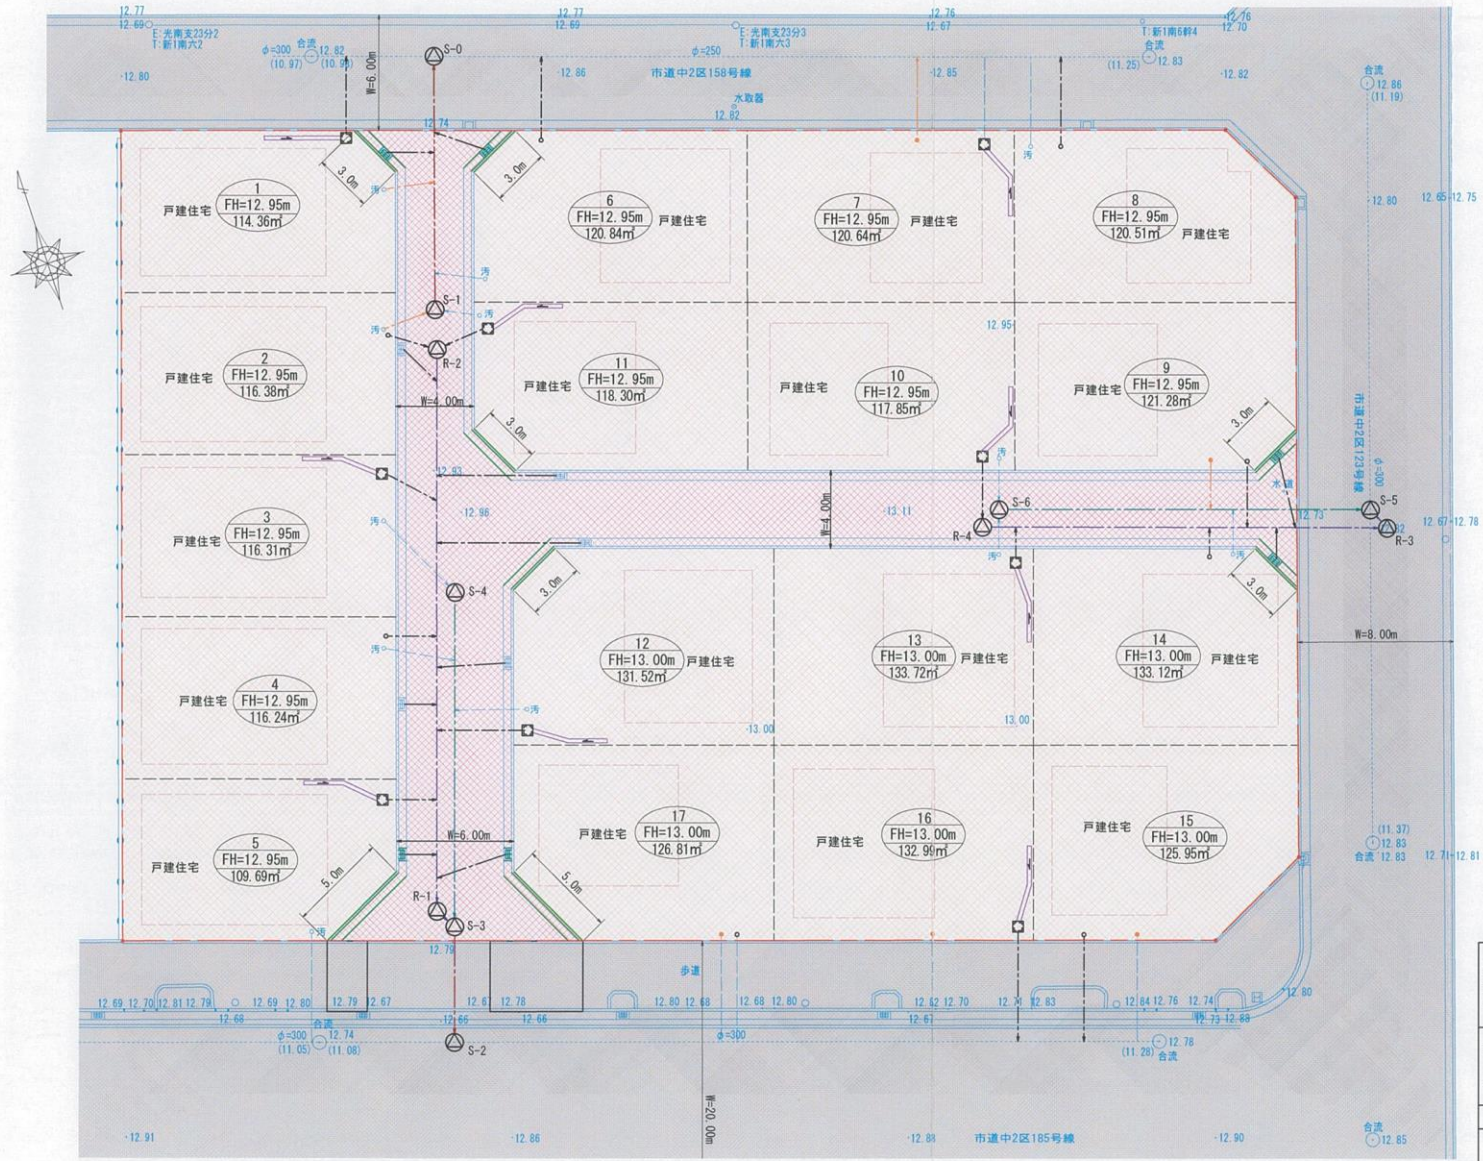 12.77
12.69
E:光南支23分2
T:新1南六2
12.77
12.69
12.76
12.67
12.76
12.70
E:光南支23分3
T:新1南六3
T:新1南6幹4
φ=300
合流
12.82
(10.97)
S-0
φ=250
合流
(11.25)
12.83
合流
12.86
(11.19)
12.80
W=6.00m
12.86
市道中2区158号線
12.85
12.82
水取器
12.74
12.82
汚
3.0m
3.0m
1
FH=12.95m
114.36㎡
戸建住宅
汚
6
FH=12.95m
120.84㎡
戸建住宅
7
FH=12.95m
120.64㎡
戸建住宅
8
FH=12.95m
120.51㎡
戸建住宅
12.80
12.65
12.75
汚
S-1
汚
汚
R-2
12.95
2
FH=12.95m
116.38㎡
戸建住宅
11
FH=12.95m
118.30㎡
戸建住宅
10
FH=12.95m
117.85㎡
戸建住宅
9
FH=12.95m
121.28㎡
戸建住宅
W=4.00m
3.0m
3.0m
市道中2区123号線
φ=300
12.93
汚
水道
3
FH=12.95m
116.31㎡
戸建住宅
汚
12.96
W=4.00m
13.11
S-6
R-4
12.73
S-5
R-3
12.67
12.78
汚
汚
S-4
3.0m
3.0m
汚
12
FH=13.00m
131.52㎡
戸建住宅
13
FH=13.00m
133.72㎡
戸建住宅
14
FH=13.00m
133.12㎡
戸建住宅
W=8.00m
4
FH=12.95m
116.24㎡
戸建住宅
汚
13.00
13.00
5
FH=12.95m
109.69㎡
戸建住宅
W=6.00m
17
FH=13.00m
126.81㎡
戸建住宅
16
FH=13.00m
132.99㎡
戸建住宅
15
FH=13.00m
125.95㎡
戸建住宅
(11.37)
12.83
合流
12.83
12.71
12.81
5.0m
5.0m
R-1
S-3
汚
12.79
歩道
12.69
12.70
12.81
12.79
12.69
12.80
12.79
12.67
12.67
12.78
12.80
12.68
12.68
12.80
12.62
12.70
12.71
12.83
12.84
12.76
12.74
12.80
12.68
12.66
12.66
12.67
12.73
12.88
φ=300
合流
12.74
(11.05)
(11.08)
S-2
φ=300
12.78
(11.28)
合流
W=20.00m
12.91
12.86
12.88
市道中2区185号線
12.90
合流
12.85